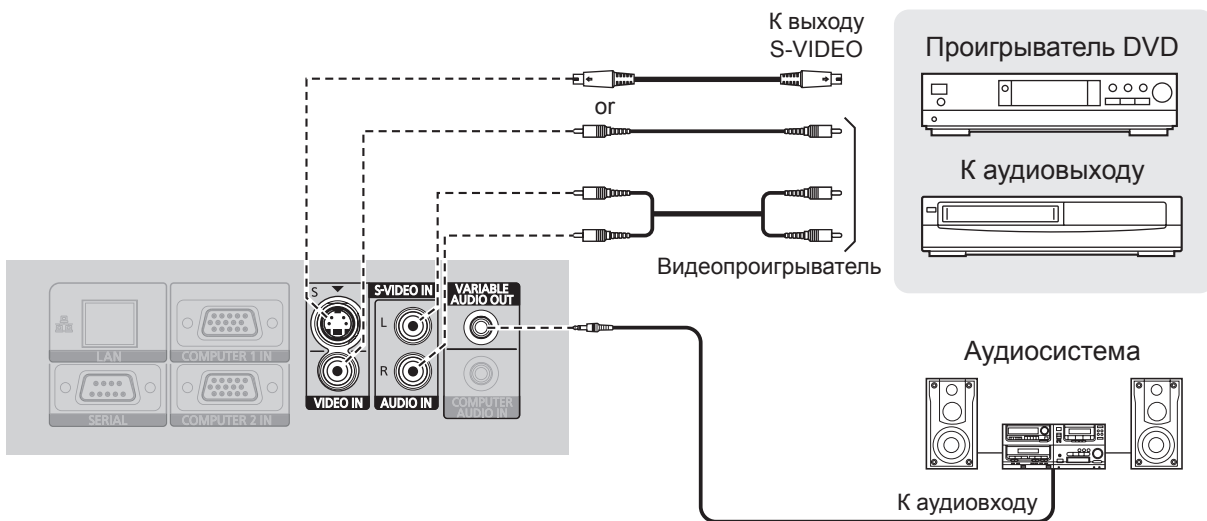 К выходу
S-VIDEO
or
Проигрыватель DVD
К аудиовыходу
Видеопроигрыватель
S
S-VIDEO IN
VARIABLE
AUDIO OUT
L
R
LAN
COMPUTER 1 IN
SERIAL
COMPUTER 2 IN
VIDEO IN
AUDIO IN
COMPUTER
AUDIO IN
Аудиосистема
К аудиовходу